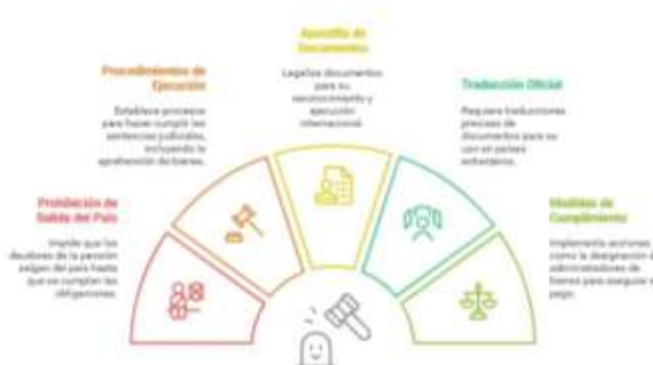 Apostilla de
Documentos
Legaliza documentos
para su
reconocimiento y
ejecución
internacional.
Procedimientos de
Ejecución
Establece procesos
para hacer cumplir las
sentencias judiciales,
incluyendo la
aprehensión de bienes.
Traducción Oficial
Requiere traducciones
precisas de
documentos para su
uso en países
extranjeros.
Prohibición de
Salida del País
Impide que los
deudores de la pensión
salgan del país hasta
que se cumplan las
obligaciones.
Medidas de
Cumplimiento
Implementa acciones
como la designación
administradores de
bienes para asegurar
pago.